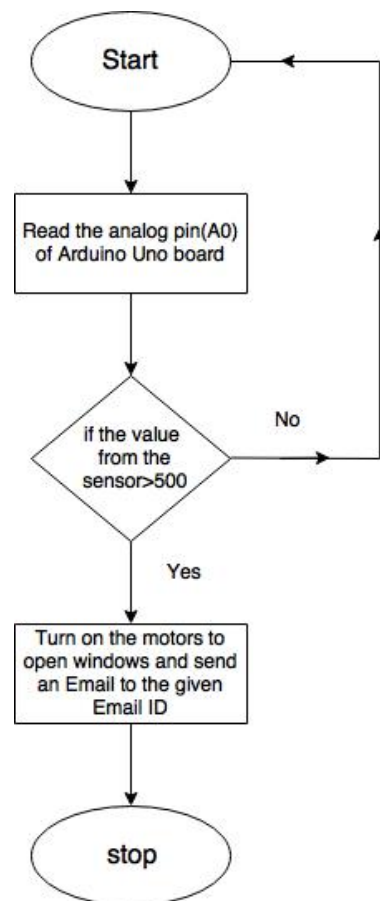 Start
Read the analog pin(A0)
of Arduino Uno board
if the value
from the
sensor>500
No
Yes
Turn on the motors to
open windows and send
an Email to the given
Email ID
stop